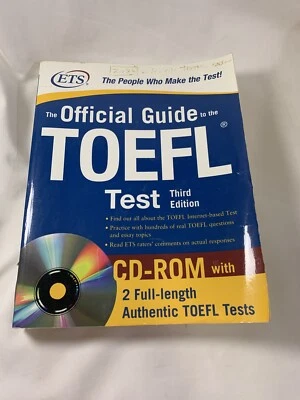 ETS
The People Who Make the Test!
The Official Guide to the
TOEFL®
Test Third
Edition
• Find out all about the TOEFL Internet-based Test
• Practice with hundreds of real TOEFL questions
and essay topics
• Read ETS raters' comments on actual responses
CD-ROM with
2 Full-length
Authentic TOEFL Tests